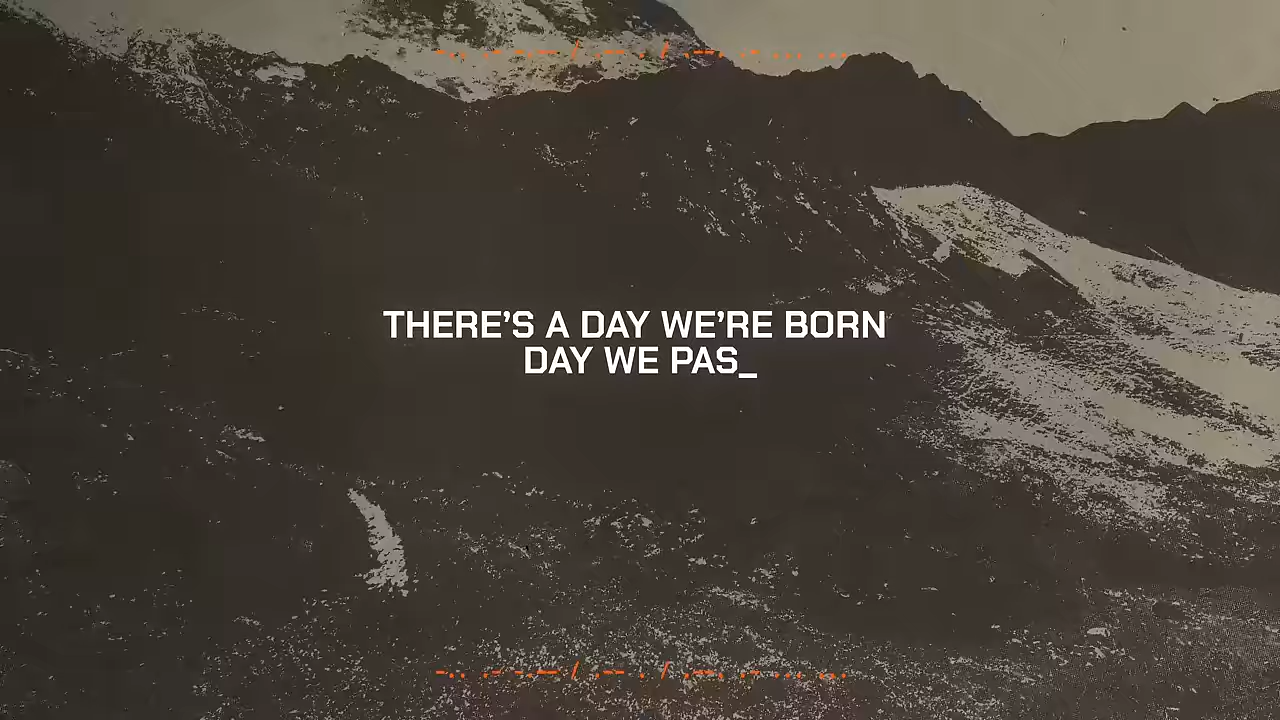 -.. .- -.-- / .-- . / .--. .- ... ...
THERE’S A DAY WE’RE BORN
DAY WE PAS_
-.. .- -.-- / .-- . / .--. .- ... ...